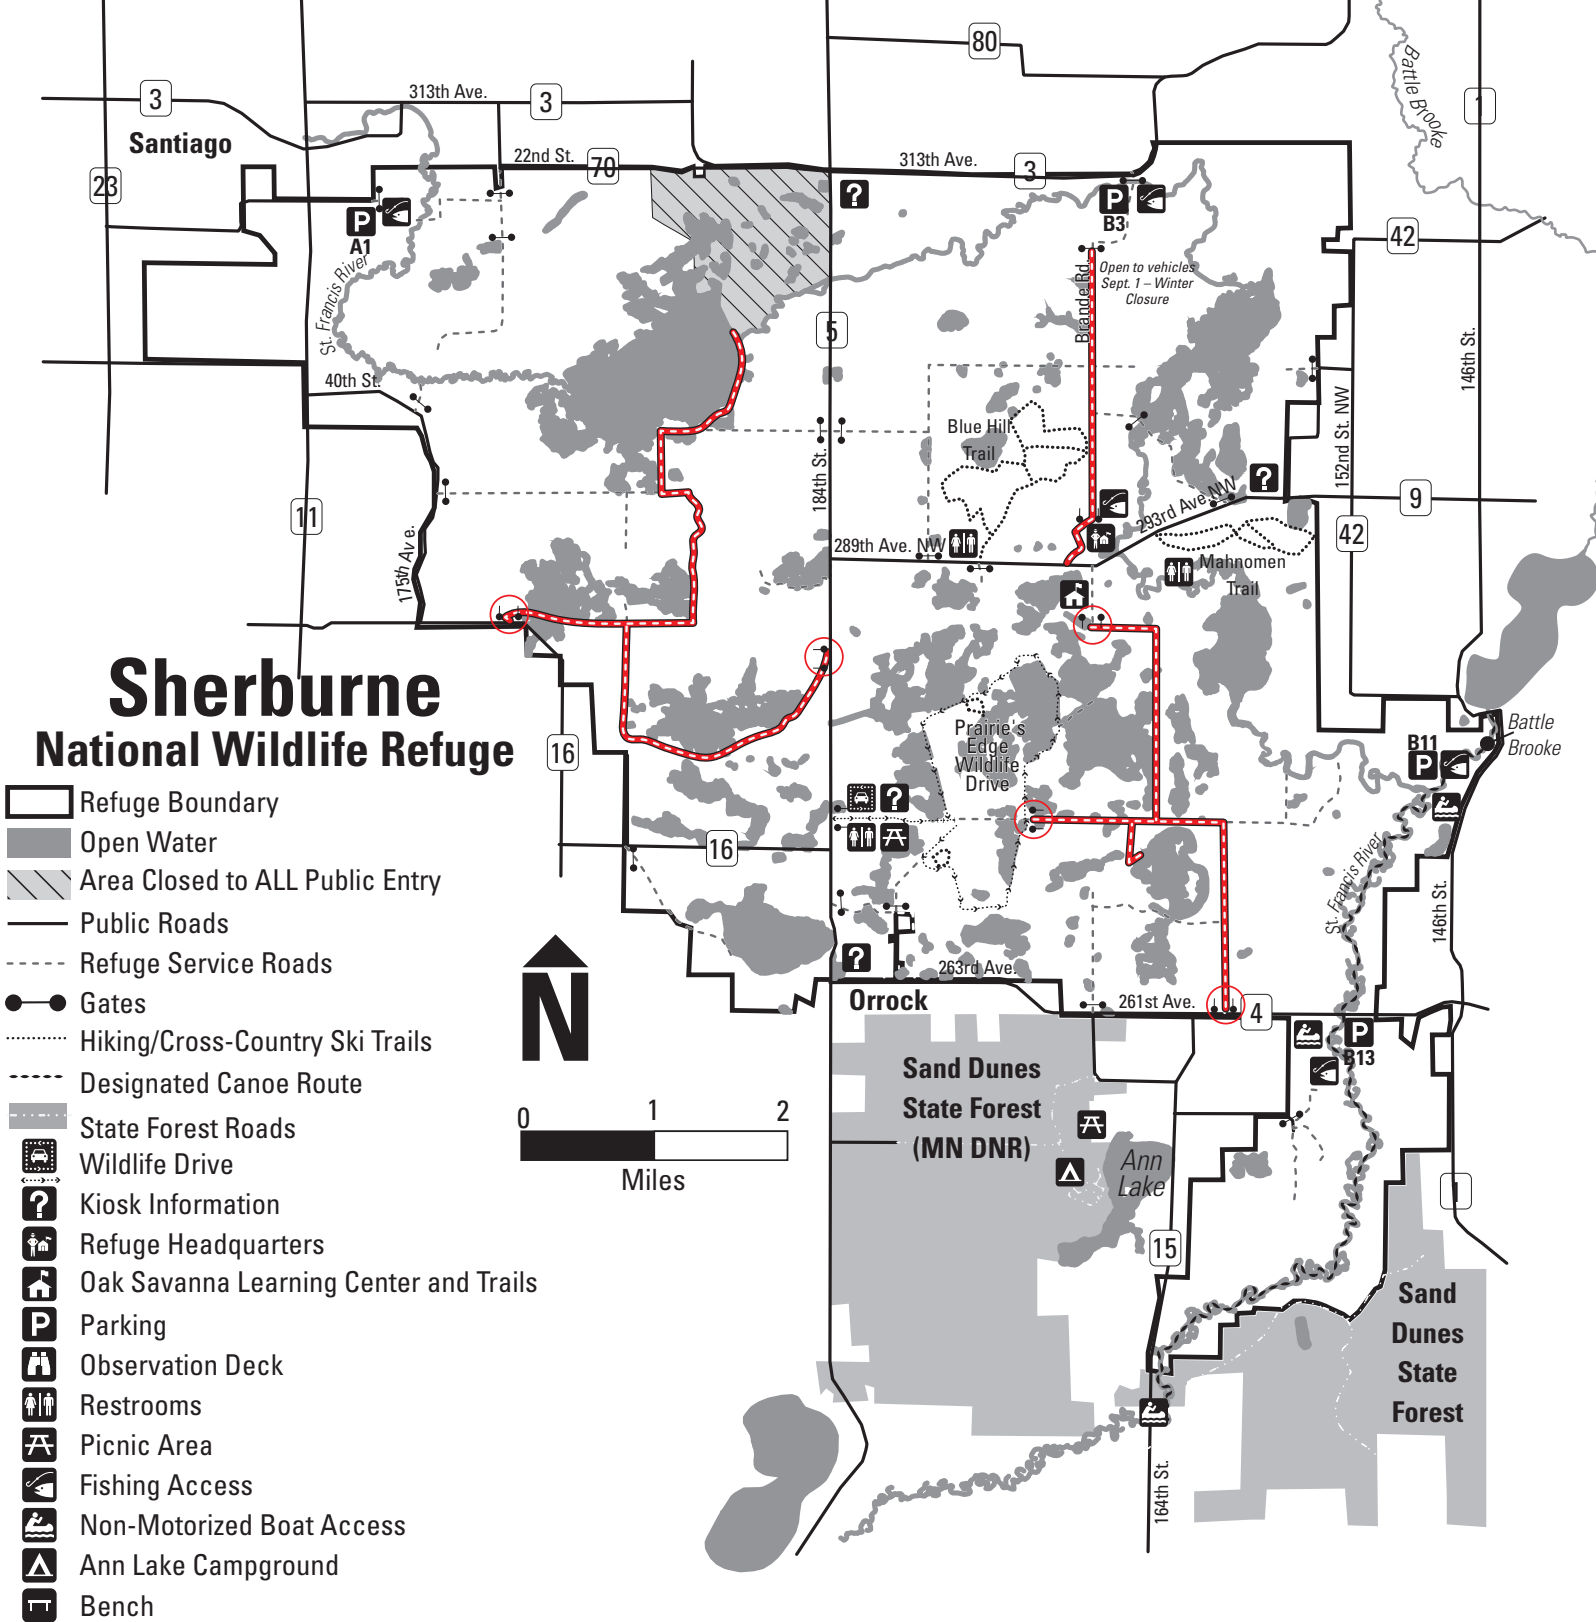 80
Battle Brooke
1
3
313th Ave.
3
Santiago
22nd St.
70
313th Ave.
3
23
P
A1
P
B3
?
42
St. Francis River
Brande Rd.
Open to vehicles
Sept. 1 – Winter
Closure
5
146th St.
40th St.
152nd St. NW
Blue Hill
Trail
184th St.
?
293rd Ave. NW
9
11
42
175th Ave.
289th Ave. NW
Mahnomen
Trail
Sherburne
National Wildlife Refuge
16
Prairie's
Edge
Wildlife
Drive
Battle
Brooke
B11
P
?
16
St. Francis River
146th St.
?
263rd Ave.
Orrock
261st Ave.
4
P
B13
Refuge Boundary
Open Water
Area Closed to ALL Public Entry
Public Roads
Refuge Service Roads
Gates
Hiking/Cross-Country Ski Trails
Designated Canoe Route
State Forest Roads
Wildlife Drive
? Kiosk Information
Refuge Headquarters
Oak Savanna Learning Center and Trails
P Parking
Observation Deck
Restrooms
Picnic Area
Fishing Access
Non-Motorized Boat Access
Ann Lake Campground
Bench
N
0 1 2
Miles
Sand Dunes
State Forest
(MN DNR)
Ann
Lake
1
15
Sand
Dunes
State
Forest
164th St.